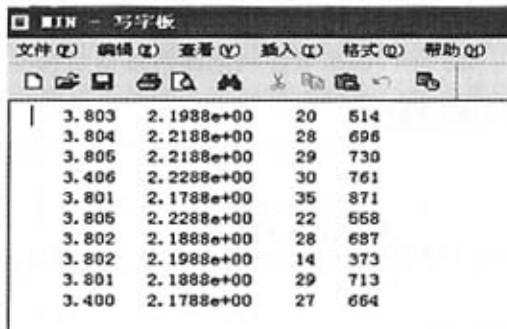 MIN - 写字板
文件(F) 编辑(E) 查看(V) 插入(I) 格式(O) 帮助(H)
3.803 2.1988e+00 20 514
3.804 2.2188e+00 28 696
3.805 2.2188e+00 29 730
3.406 2.2288e+00 30 761
3.801 2.1788e+00 35 871
3.805 2.2288e+00 22 558
3.802 2.1888e+00 28 687
3.802 2.1988e+00 14 373
3.801 2.1888e+00 29 713
3.400 2.1788e+00 27 664